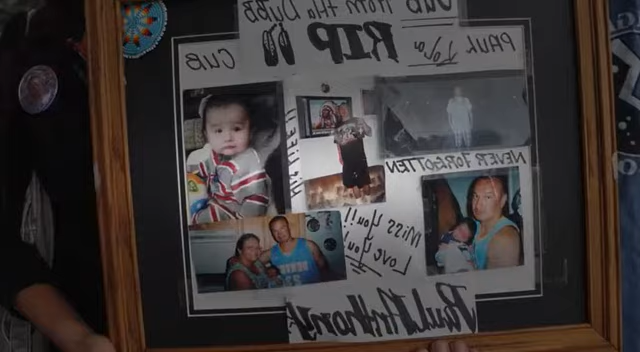 CUB from tha DUBB
RIP
PAUL
CUB
NEVER FORGOTTEN
Miss You!!
Love You!
Paul Anthony